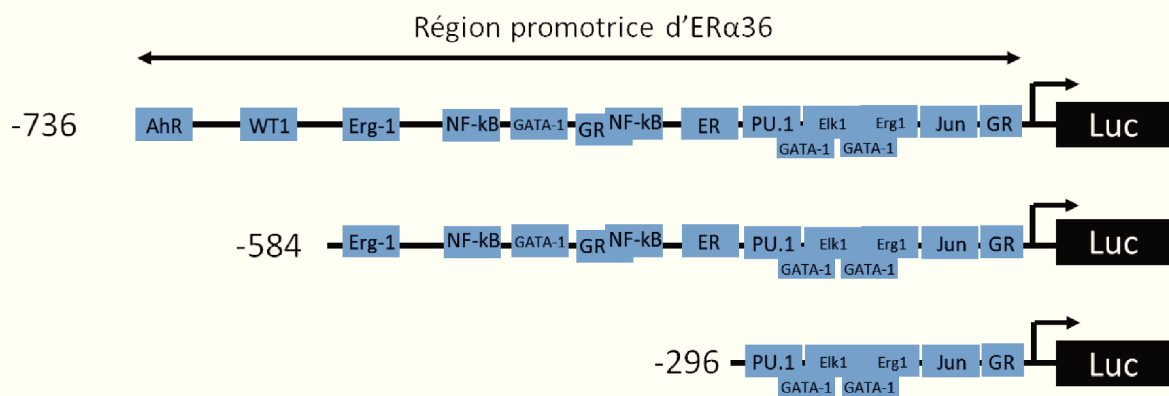 Région promotrice d'ERα36
-736 AhR WT1 Erg-1 NF-kB GATA-1 GR NF-kB ER PU.1 Elk1 Erg1 Jun GR Luc
GATA-1 GATA-1
-584 Erg-1 NF-kB GATA-1 GR NF-kB ER PU.1 Elk1 Erg1 Jun GR Luc
GATA-1 GATA-1
-296 PU.1 Elk1 Erg1 Jun GR Luc
GATA-1 GATA-1